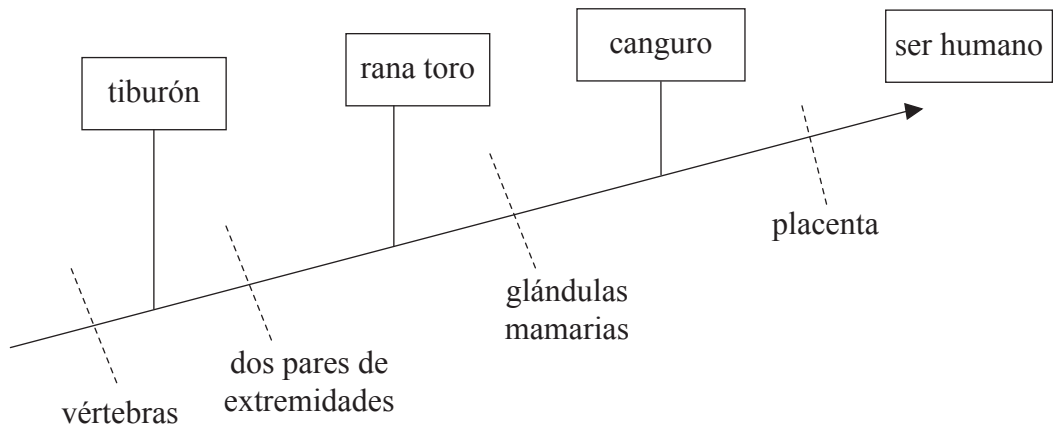 tiburón
rana toro
canguro
ser humano
vértebras
dos pares de
extremidades
glándulas
mamarias
placenta